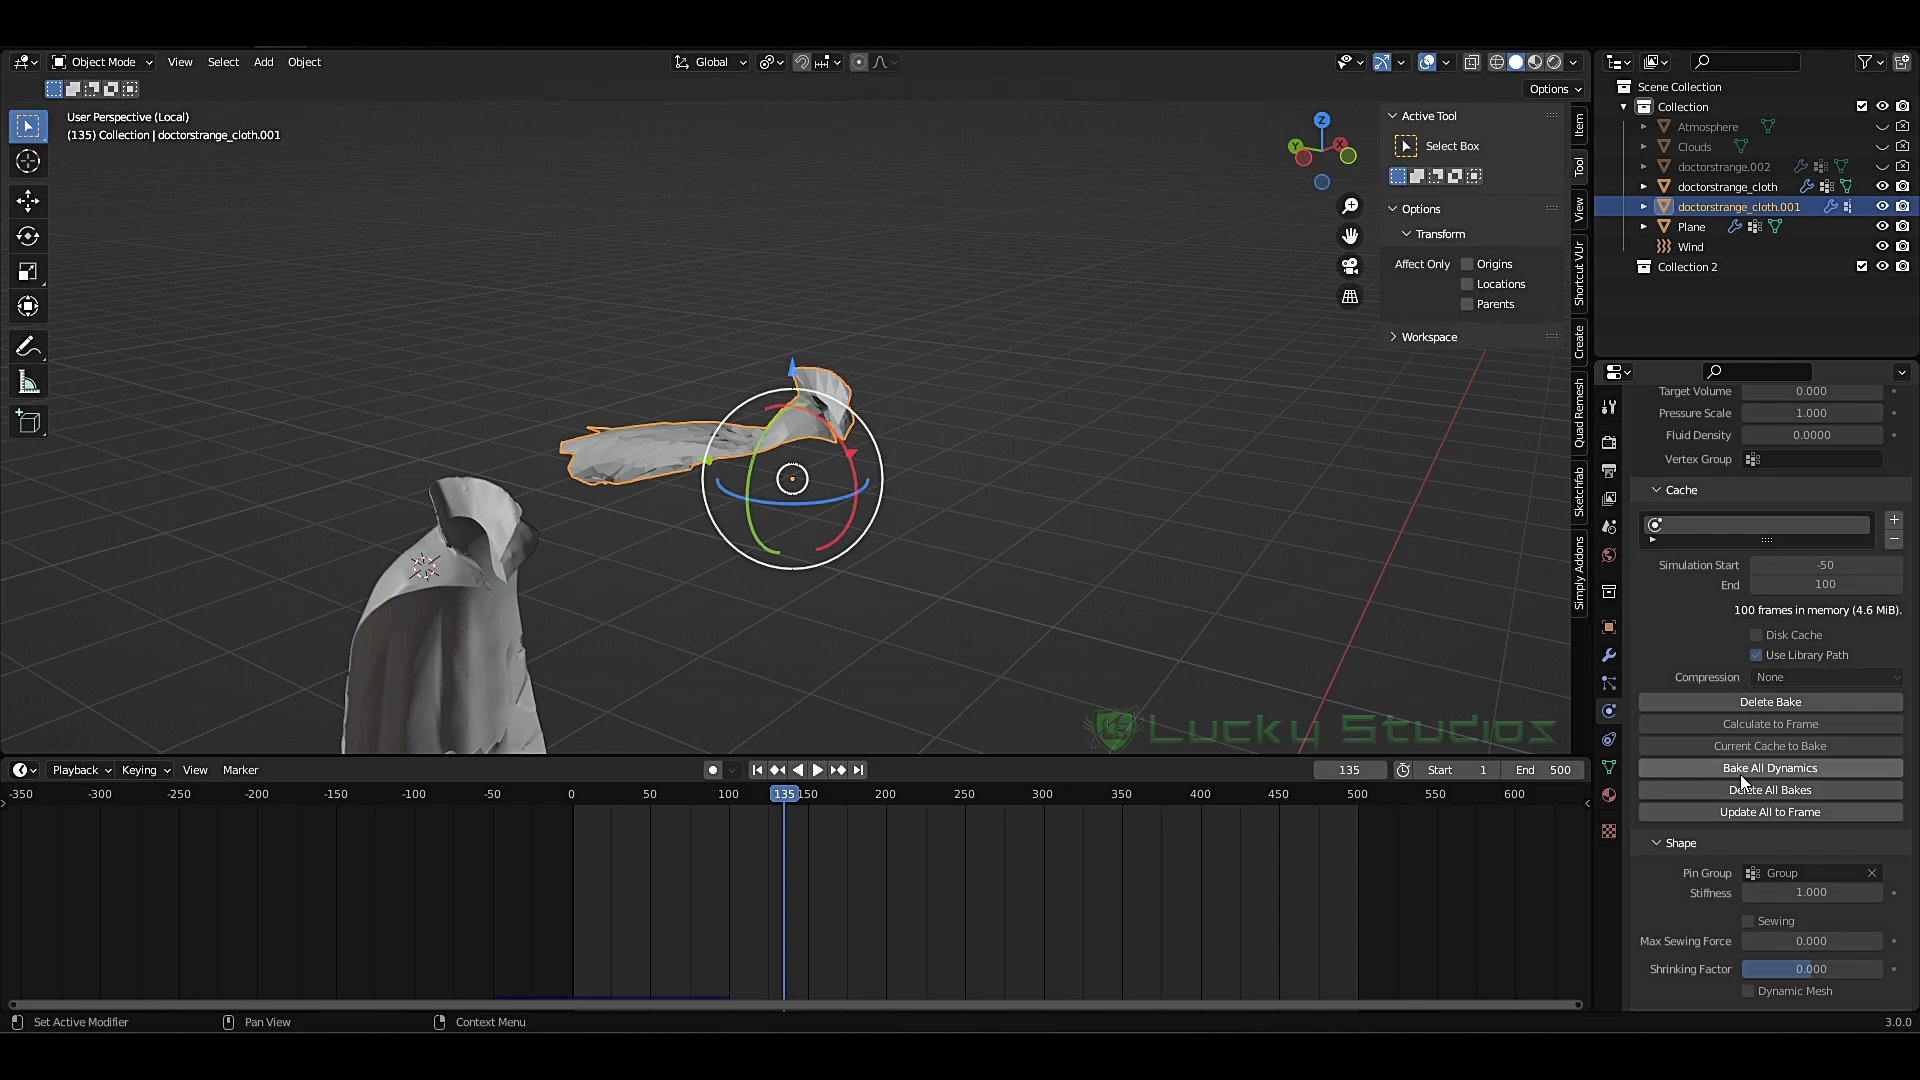 Object Mode
View
Select
Add
Object
Global
Options
User Perspective (Local)
(135) Collection | doctorstrange_cloth.001
Z
Y
X
Active Tool
Select Box
Options
Transform
Affect Only
Origins
Locations
Parents
Workspace
Item
Tool
View
Shortcut VUr
Create
Quad Remesh
Sketchfab
Simply Addons
Scene Collection
Collection
Atmosphere
Clouds
doctorstrange.002
doctorstrange_cloth
doctorstrange_cloth.001
Plane
Wind
Collection 2
Target Volume 0.000
Pressure Scale 1.000
Fluid Density 0.0000
Vertex Group
Cache
Simulation Start -50
End 100
100 frames in memory (4.6 MiB).
Disk Cache
Use Library Path
Compression None
Delete Bake
Calculate to Frame
Current Cache to Bake
Bake All Dynamics
Delete All Bakes
Update All to Frame
Shape
Pin Group Group
Stiffness 1.000
Sewing
Max Sewing Force 0.000
Shrinking Factor 0.000
Dynamic Mesh
Lucky Studios
Playback
Keying
View
Marker
135
Start 1
End 500
-350 -300 -250 -200 -150 -100 -50 0 50 100 135 150 200 250 300 350 400 450 500 550 600
Set Active Modifier
Pan View
Context Menu
3.0.0